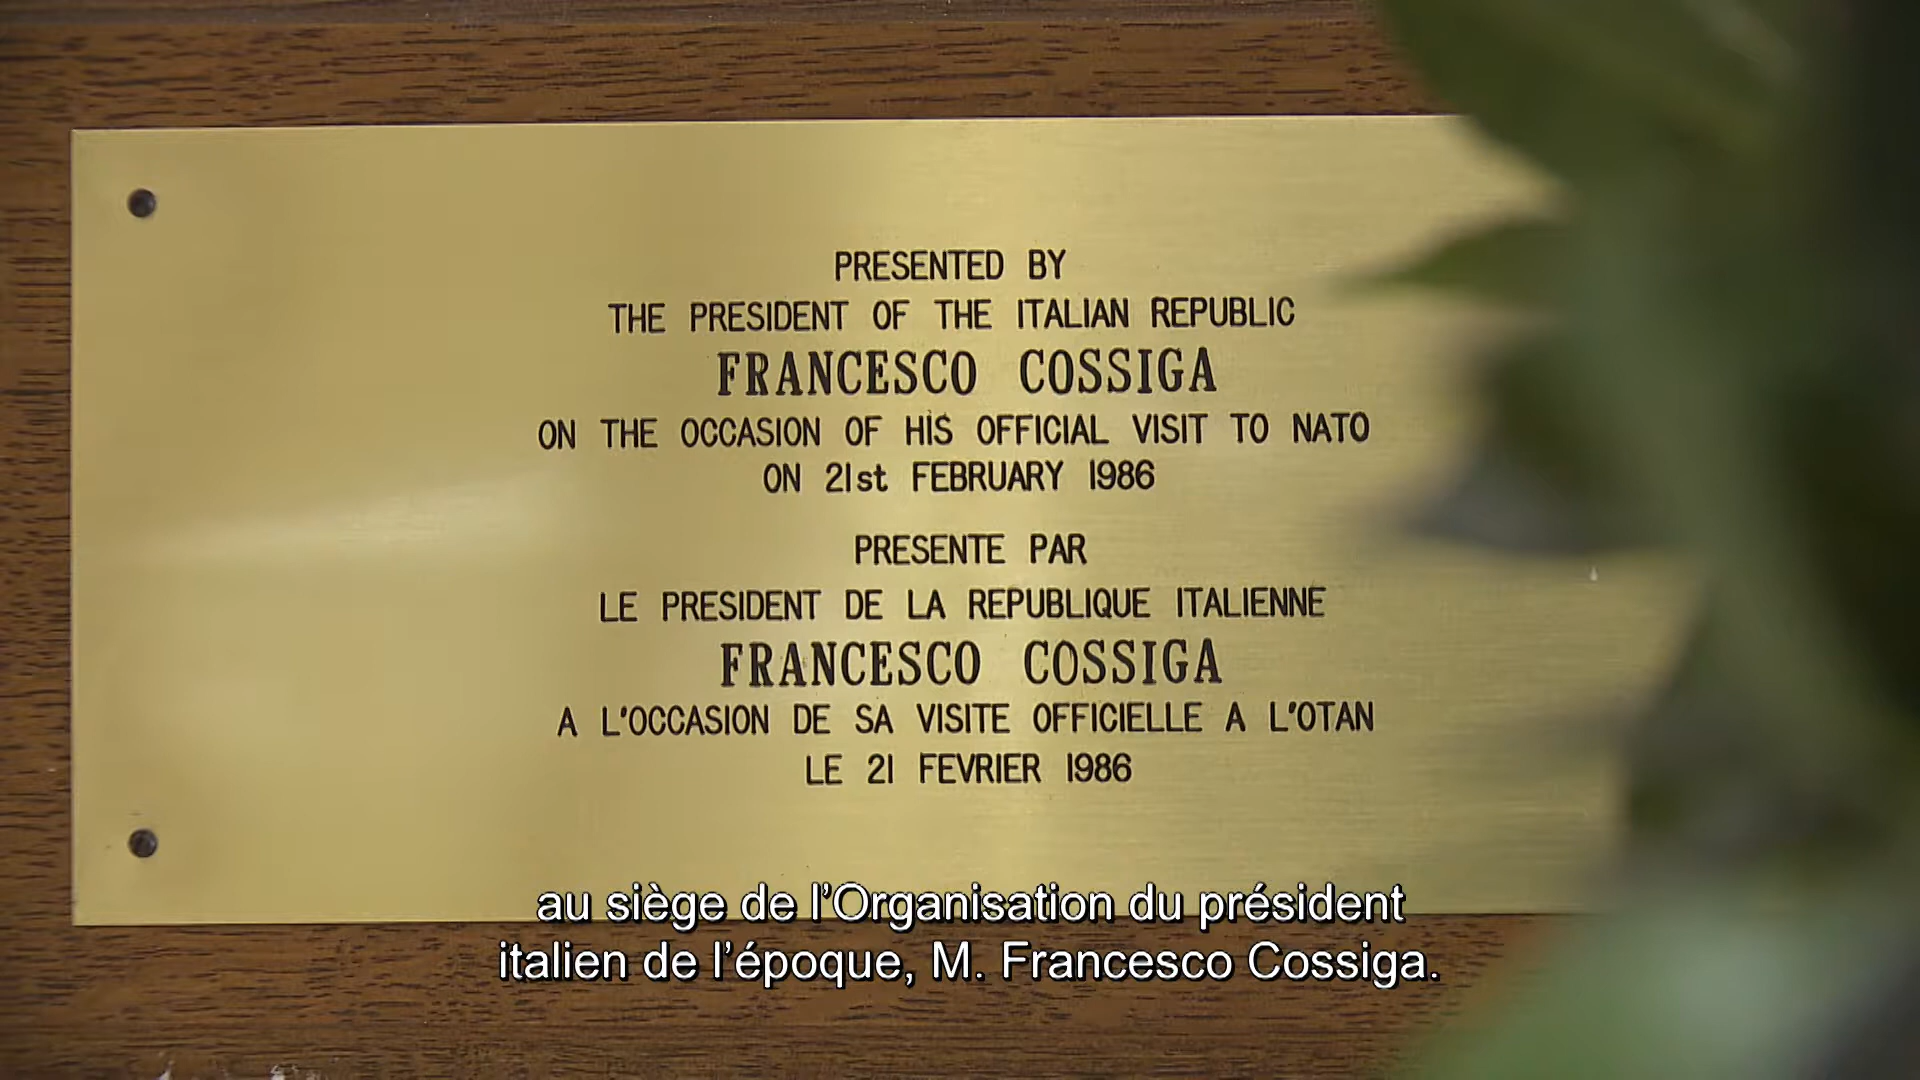 PRESENTED BY
THE PRESIDENT OF THE ITALIAN REPUBLIC
FRANCESCO COSSIGA
ON THE OCCASION OF HIS OFFICIAL VISIT TO NATO
ON 21st FEBRUARY 1986
PRESENTE PAR
LE PRESIDENT DE LA REPUBLIQUE ITALIENNE
FRANCESCO COSSIGA
A L'OCCASION DE SA VISITE OFFICIELLE A L'OTAN
LE 21 FEVRIER 1986
au siège de l’Organisation du président
italien de l’époque, M. Francesco Cossiga.